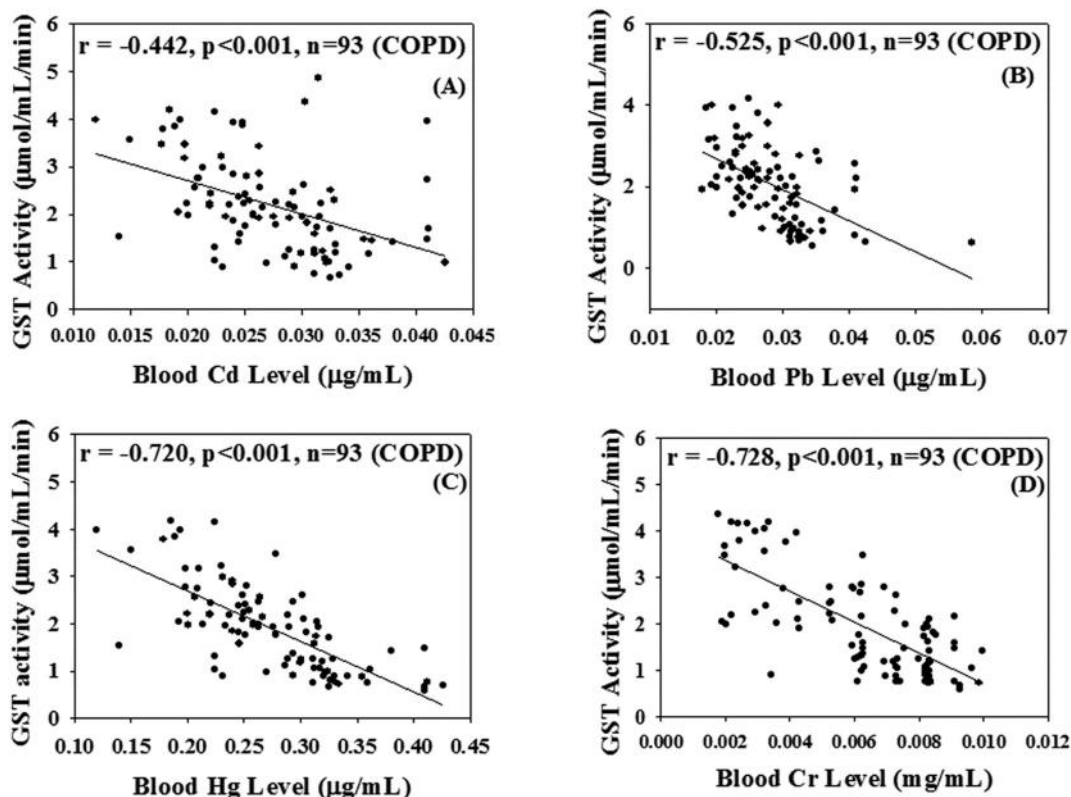 r = -0.442, p<0.001, n=93 (COPD)
(A)
GST Activity (µmol/mL/min)
6
5
4
3
2
1
0
0.010 0.015 0.020 0.025 0.030 0.035 0.040 0.045
Blood Cd Level (µg/mL)
r = -0.525, p<0.001, n=93 (COPD)
(B)
GST Activity (µmol/mL/min)
6
5
4
3
2
1
0
0.01 0.02 0.03 0.04 0.05 0.06 0.07
Blood Pb Level (µg/mL)
r = -0.720, p<0.001, n=93 (COPD)
(C)
GST activity (µmol/mL/min)
6
5
4
3
2
1
0
0.10 0.15 0.20 0.25 0.30 0.35 0.40 0.45
Blood Hg Level (µg/mL)
r = -0.728, p<0.001, n=93 (COPD)
(D)
GST Activity (µmol/mL/min)
6
5
4
3
2
1
0
0.000 0.002 0.004 0.006 0.008 0.010 0.012
Blood Cr Level (mg/mL)